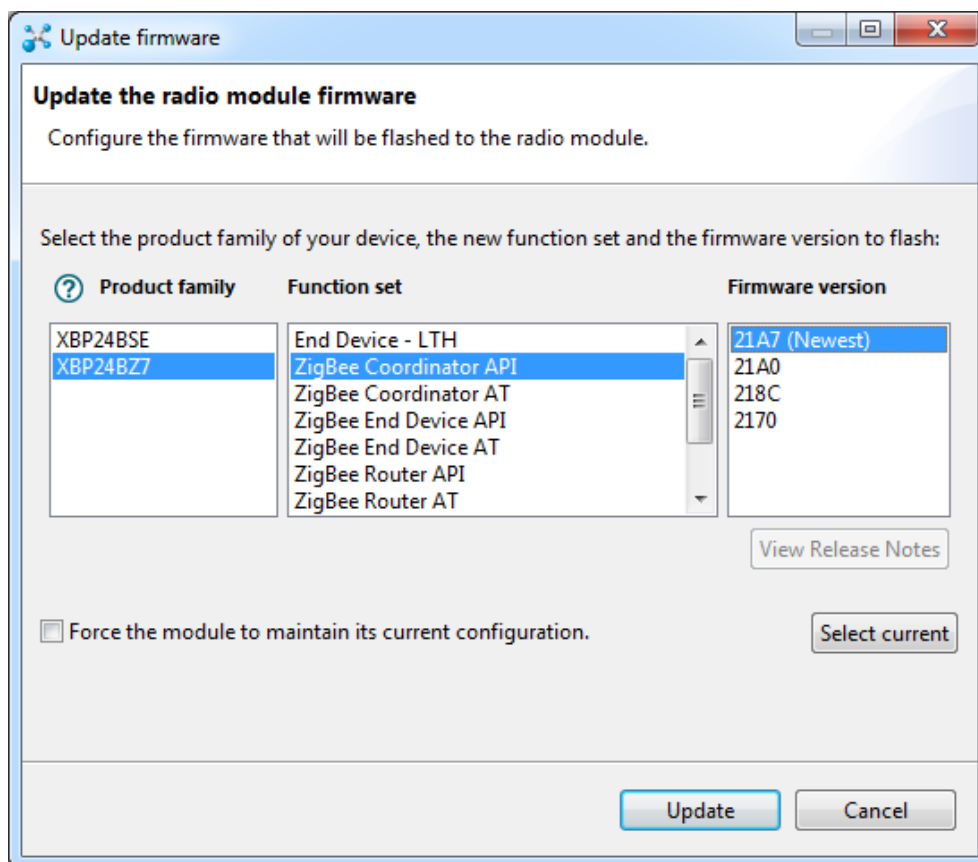 Update firmware
Update the radio module firmware
Configure the firmware that will be flashed to the radio module.
Select the product family of your device, the new function set and the firmware version to flash:
? Product family Function set Firmware version
XBP24BSE
XBP24BZ7
End Device - LTH
ZigBee Coordinator API
ZigBee Coordinator AT
ZigBee End Device API
ZigBee End Device AT
ZigBee Router API
ZigBee Router AT
21A7 (Newest)
21A0
218C
2170
View Release Notes
Force the module to maintain its current configuration.
Select current
Update
Cancel